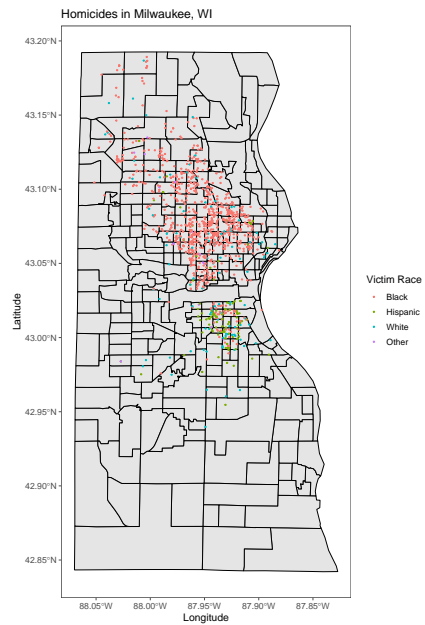 Homicides in Milwaukee, WI
43.20°N
43.15°N
43.10°N
43.05°N
43.00°N
42.95°N
42.90°N
42.85°N
Latitude
88.05°W 88.00°W 87.95°W 87.90°W 87.85°W
Longitude
Victim Race
Black
Hispanic
White
Other